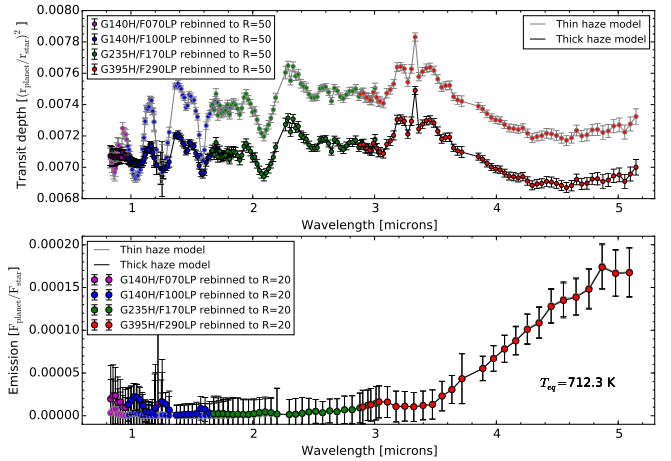 G140H/F070LP rebinned to R=50
G140H/F100LP rebinned to R=50
G235H/F170LP rebinned to R=50
G395H/F290LP rebinned to R=50
Thin haze model
Thick haze model
Transit depth [(r_planet/r_star)^2 ]
0.0080
0.0078
0.0076
0.0074
0.0072
0.0070
0.0068
1 2 3 4 5
Wavelength [microns]
Thin haze model
Thick haze model
G140H/F070LP rebinned to R=20
G140H/F100LP rebinned to R=20
G235H/F170LP rebinned to R=20
G395H/F290LP rebinned to R=20
T_eq=712.3 K
Emission [F_planet/F_star]
0.00020
0.00015
0.00010
0.00005
0.00000
1 2 3 4 5
Wavelength [microns]